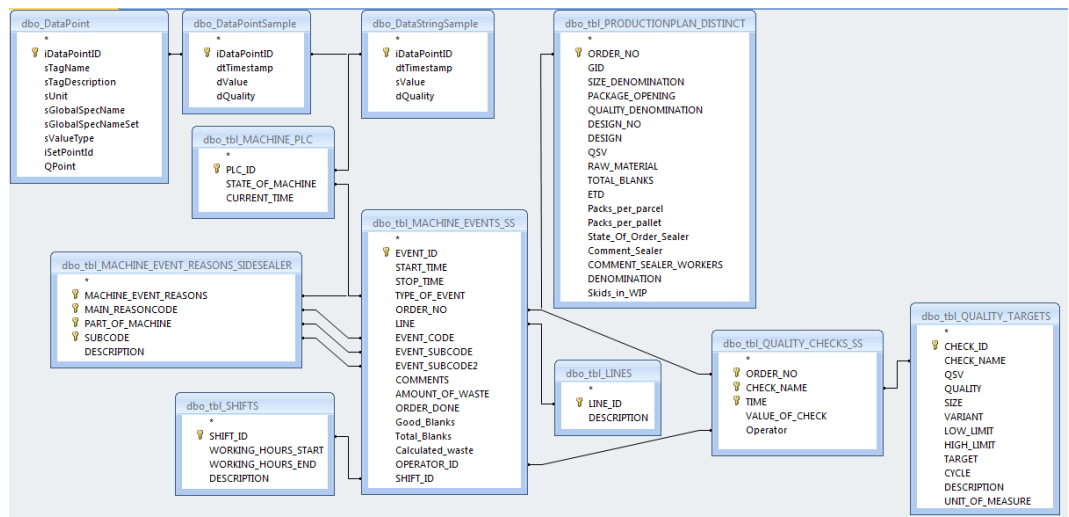 dbo_DataPoint
*
iDataPointID
sTagName
sTagDescription
sUnit
sGlobalSpecName
sGlobalSpecNameSet
sValueType
iSetPointId
QPoint
dbo_DataPointSample
*
iDataPointID
dtTimestamp
dValue
dQuality
dbo_DataStringSample
*
iDataPointID
dtTimestamp
sValue
dQuality
dbo_tbl_PRODUCTIONPLAN_DISTINCT
*
ORDER_NO
GID
SIZE_DENOMINATION
PACKAGE_OPENING
QUALITY_DENOMINATION
DESIGN_NO
DESIGN
QSV
RAW_MATERIAL
TOTAL_BLANKS
ETD
Packs_per_parcel
Packs_per_pallet
State_Of_Order_Sealer
Comment_Sealer
COMMENT_SEALER_WORKERS
DENOMINATION
Skids_in_WIP
dbo_tbl_MACHINE_PLC
*
PLC_ID
STATE_OF_MACHINE
CURRENT_TIME
dbo_tbl_MACHINE_EVENT_REASONS_SIDESEALER
*
MACHINE_EVENT_REASONS
MAIN_REASONCODE
PART_OF_MACHINE
SUBCODE
DESCRIPTION
dbo_tbl_MACHINE_EVENTS_SS
*
EVENT_ID
START_TIME
STOP_TIME
TYPE_OF_EVENT
ORDER_NO
LINE
EVENT_CODE
EVENT_SUBCODE
EVENT_SUBCODE2
COMMENTS
AMOUNT_OF_WASTE
ORDER_DONE
Good_Blanks
Total_Blanks
Calculated_waste
OPERATOR_ID
SHIFT_ID
dbo_tbl_SHIFTS
*
SHIFT_ID
WORKING_HOURS_START
WORKING_HOURS_END
DESCRIPTION
dbo_tbl_LINES
*
LINE_ID
DESCRIPTION
dbo_tbl_QUALITY_CHECKS_SS
*
ORDER_NO
CHECK_NAME
TIME
VALUE_OF_CHECK
Operator
dbo_tbl_QUALITY_TARGETS
*
CHECK_ID
CHECK_NAME
QSV
QUALITY
SIZE
VARIANT
LOW_LIMIT
HIGH_LIMIT
TARGET
CYCLE
DESCRIPTION
UNIT_OF_MEASURE